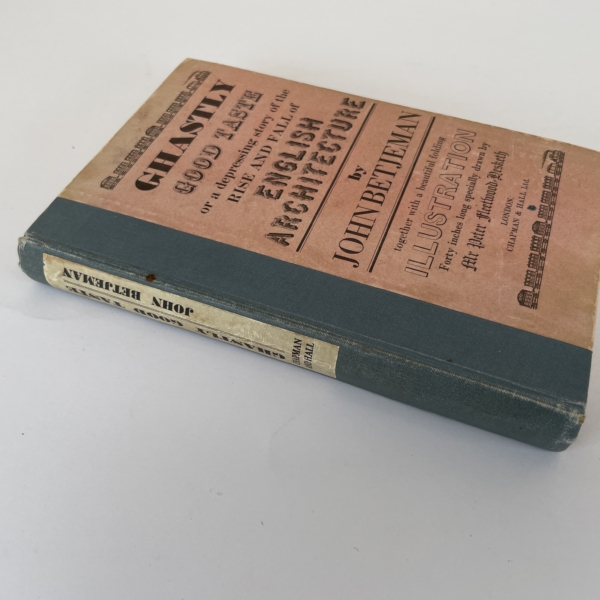 GHASTLY
GOOD TASTE
or a depressing story of the
RISE AND FALL of
ENGLISH
ARCHITECTURE
by
JOHN BETJEMAN
together with a beautiful folding
ILLUSTRATION
Forty inches long specially drawn by
Mr Peter Fleetwood-Hesketh
LONDON
CHAPMAN & HALL Ltd.
GHASTLY GOOD TASTE
JOHN BETJEMAN
CHAPMAN
AND HALL